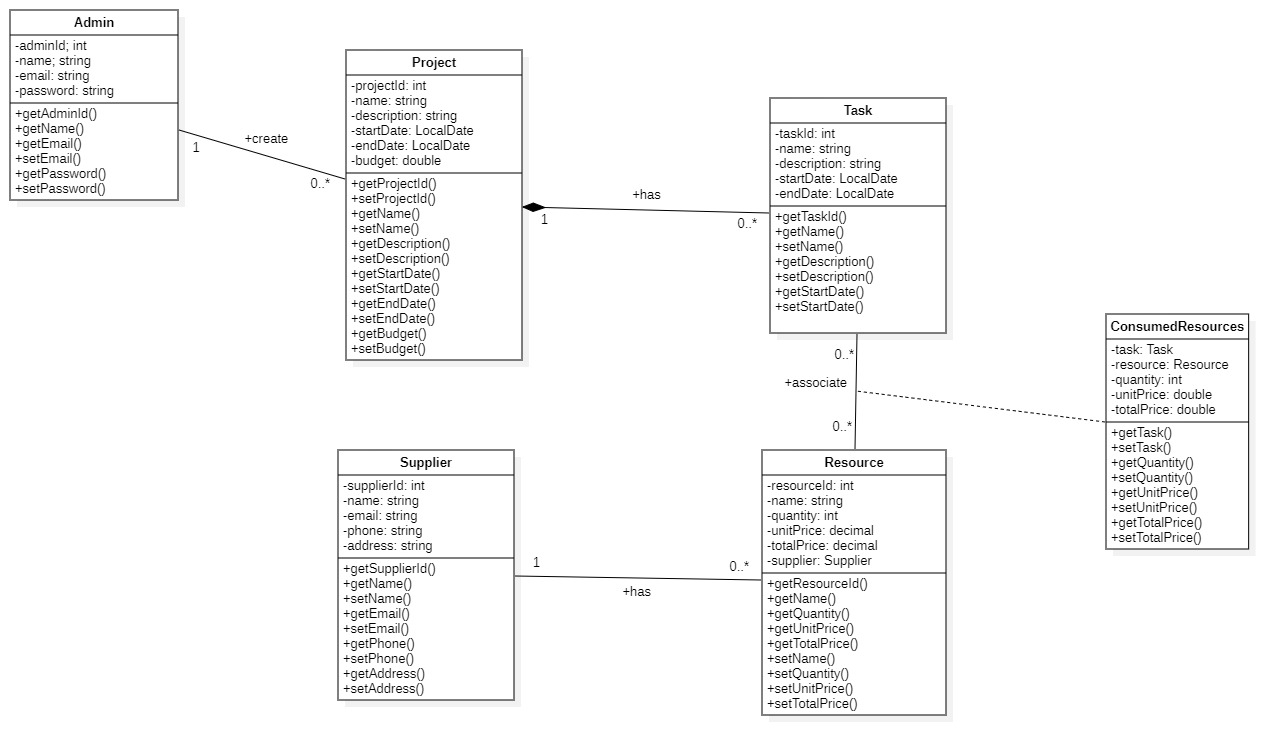 Admin
-adminId; int
-name; string
-email: string
-password: string
+getAdminId()
+getName()
+getEmail()
+setEmail()
+getPassword()
+setPassword()
1
+create
0..*
Project
-projectId: int
-name: string
-description: string
-startDate: LocalDate
-endDate: LocalDate
-budget: double
+getProjectId()
+setProjectId()
+getName()
+setName()
+getDescription()
+setDescription()
+getStartDate()
+setStartDate()
+getEndDate()
+setEndDate()
+getBudget()
+setBudget()
1
+has
0..*
Task
-taskId: int
-name: string
-description: string
-startDate: LocalDate
-endDate: LocalDate
+getTaskId()
+getName()
+setName()
+getDescription()
+setDescription()
+getStartDate()
+setStartDate()
0..*
+associate
0..*
ConsumedResources
-task: Task
-resource: Resource
-quantity: int
-unitPrice: double
-totalPrice: double
+getTask()
+setTask()
+getQuantity()
+setQuantity()
+getUnitPrice()
+setUnitPrice()
+getTotalPrice()
+setTotalPrice()
Supplier
-supplierId: int
-name: string
-email: string
-phone: string
-address: string
+getSupplierId()
+getName()
+setName()
+getEmail()
+setEmail()
+getPhone()
+setPhone()
+getAddress()
+setAddress()
1
+has
0..*
Resource
-resourceId: int
-name: string
-quantity: int
-unitPrice: decimal
-totalPrice: decimal
-supplier: Supplier
+getResourceId()
+getName()
+getQuantity()
+getUnitPrice()
+getTotalPrice()
+setName()
+setQuantity()
+setUnitPrice()
+setTotalPrice()